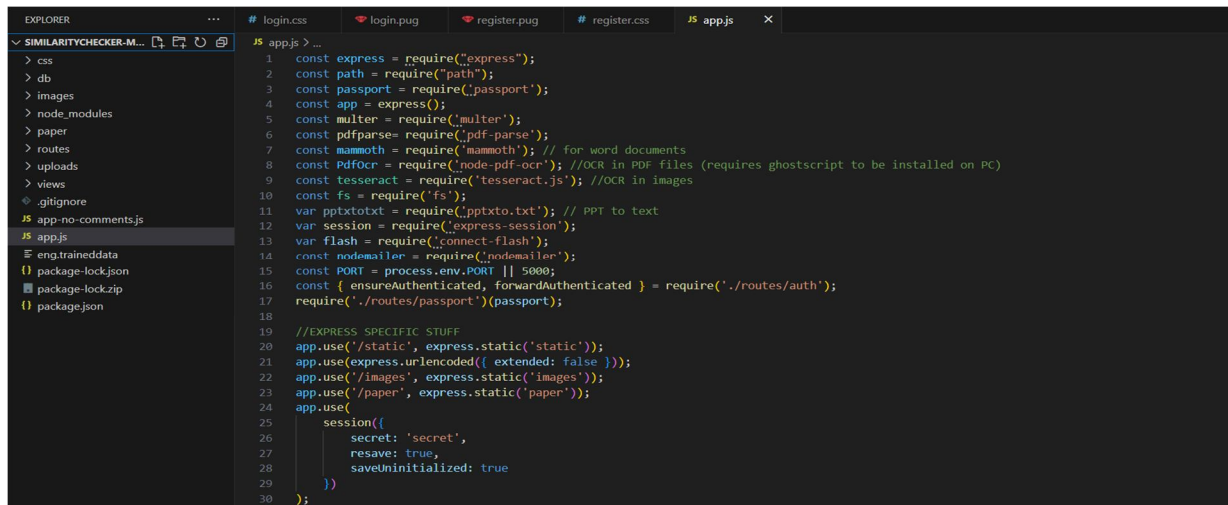 EXPLORER
SIMILARITYCHECKER-M...
css
db
images
node_modules
paper
routes
uploads
views
.gitignore
JS app-no-comments.js
JS app.js
eng.traineddata
{} package-lock.json
package-lock.zip
{} package.json
# login.css login.pug register.pug # register.css JS app.js ×
JS app.js > ...
1 const express = require("express");
2 const path = require("path");
3 const passport = require('passport');
4 const app = express();
5 const multer = require('multer');
6 const pdfparse= require('pdf-parse');
7 const mammoth = require('mammoth'); // for word documents
8 const PdfOcr = require('node-pdf-ocr'); //OCR in PDF files (requires ghostscript to be installed on PC)
9 const tesseract = require('tesseract.js'); //OCR in images
10 const fs = require('fs');
11 var pptxtotxt = require('pptxto.txt'); // PPT to text
12 var session = require('express-session');
13 var flash = require('connect-flash');
14 const nodemailer = require('nodemailer');
15 const PORT = process.env.PORT || 5000;
16 const { ensureAuthenticated, forwardAuthenticated } = require('./routes/auth');
17 require('./routes/passport')(passport);
18
19 //EXPRESS SPECIFIC STUFF
20 app.use('/static', express.static('static'));
21 app.use(express.urlencoded({ extended: false }));
22 app.use('/images', express.static('images'));
23 app.use('/paper', express.static('paper'));
24 app.use(
25 session({
26 secret: 'secret',
27 resave: true,
28 saveUninitialized: true
29 })
30 );